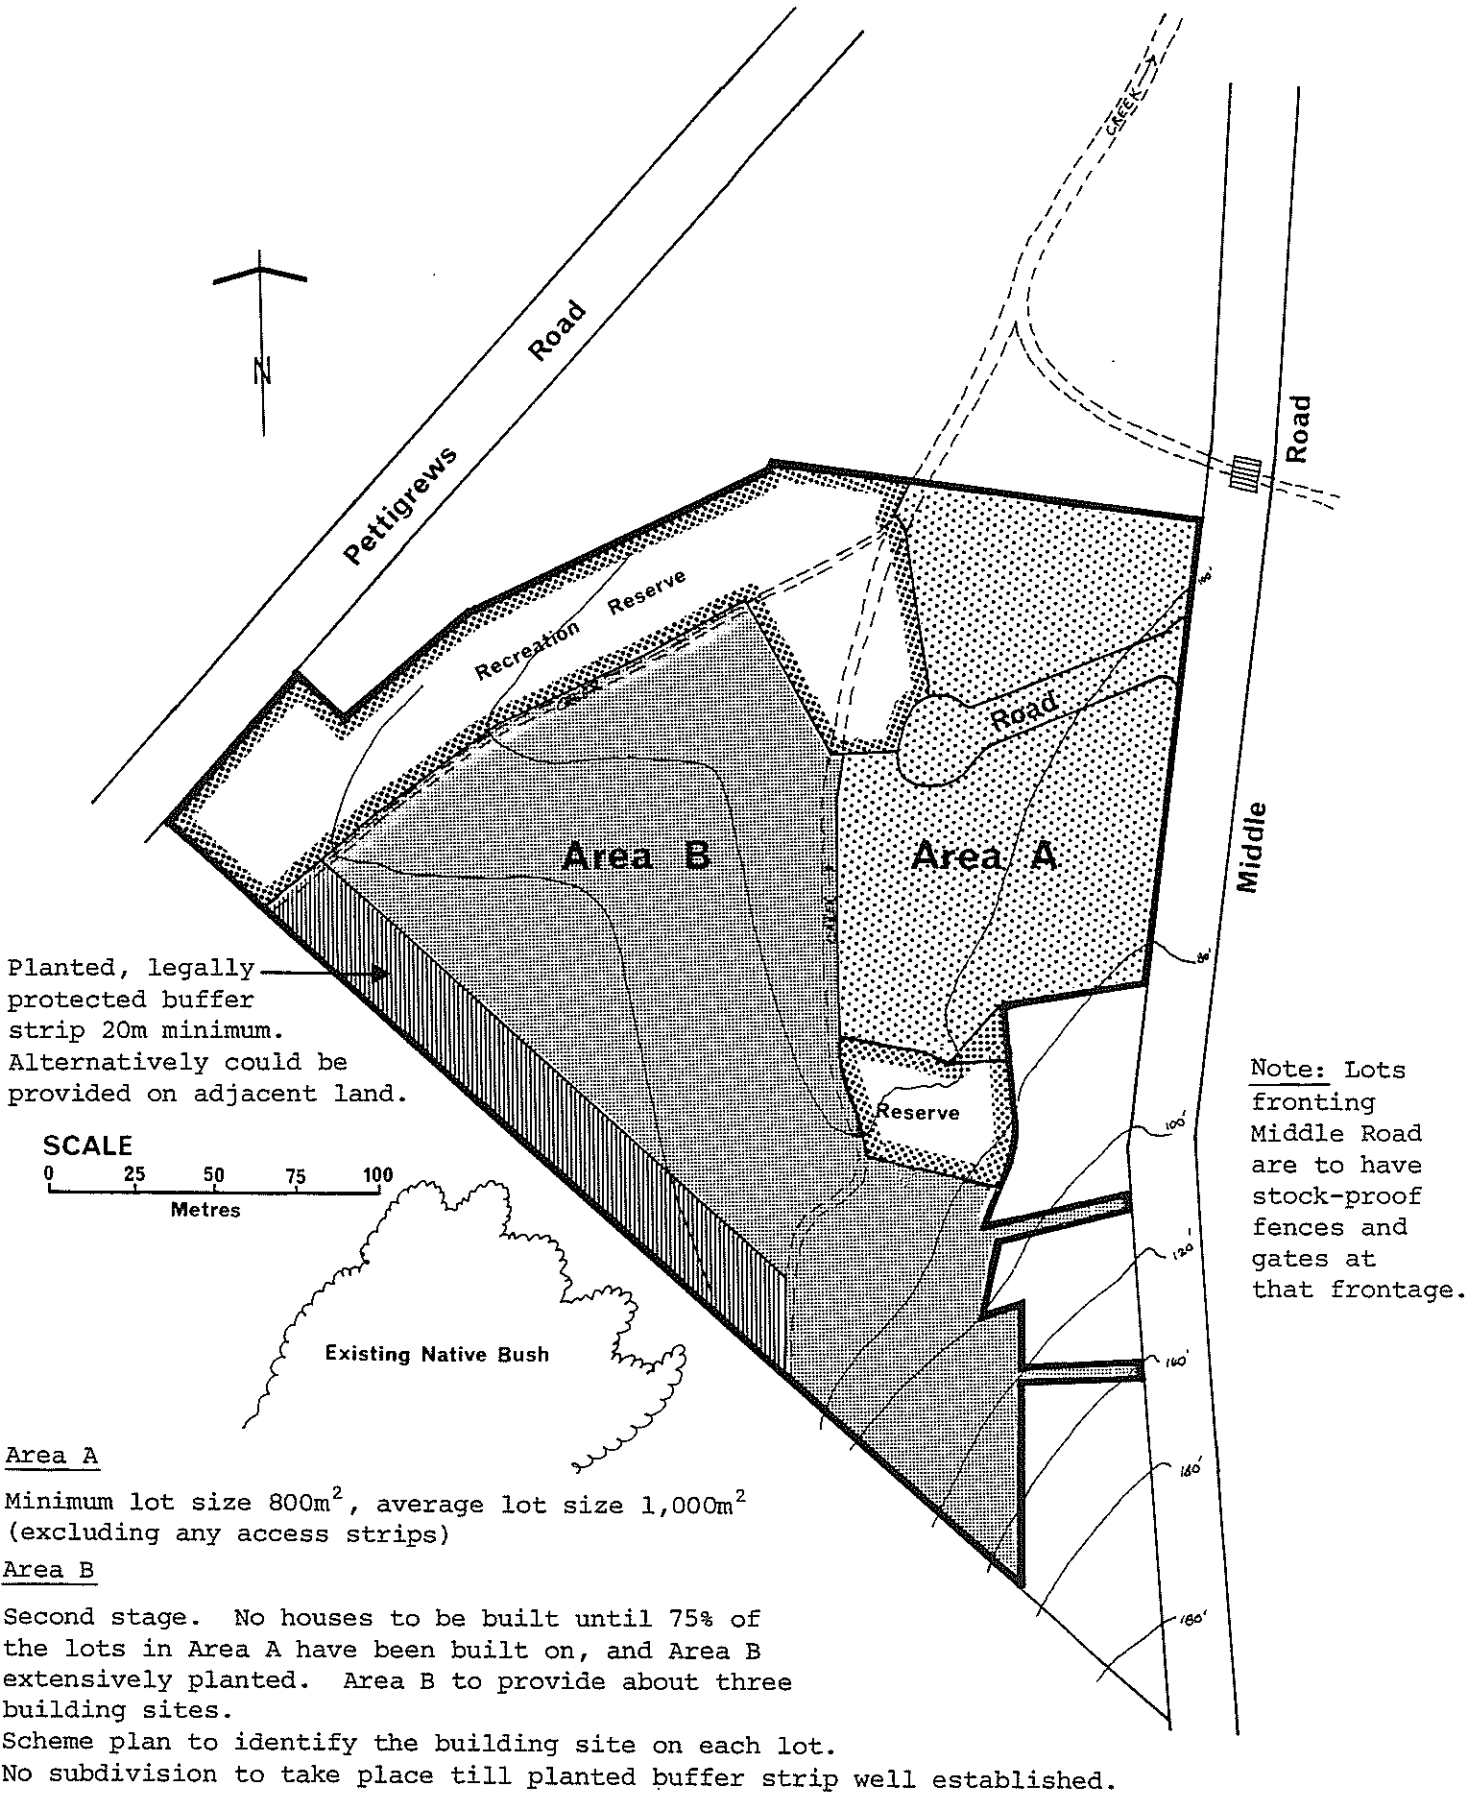 CREEK
N
Pettigrews Road
Middle Road
Recreation Reserve
100'
Road
Area B
Area A
80'
Planted, legally
protected buffer
strip 20m minimum.
Alternatively could be
provided on adjacent land.
Reserve
100'
Note: Lots
fronting
Middle Road
are to have
stock-proof
fences and
gates at
that frontage.
SCALE
0 25 50 75 100
Metres
120'
140'
Existing Native Bush
160'
180'
Area A
Minimum lot size 800m², average lot size 1,000m²
(excluding any access strips)
Area B
Second stage. No houses to be built until 75% of
the lots in Area A have been built on, and Area B
extensively planted. Area B to provide about three
building sites.
Scheme plan to identify the building site on each lot.
No subdivision to take place till planted buffer strip well established.